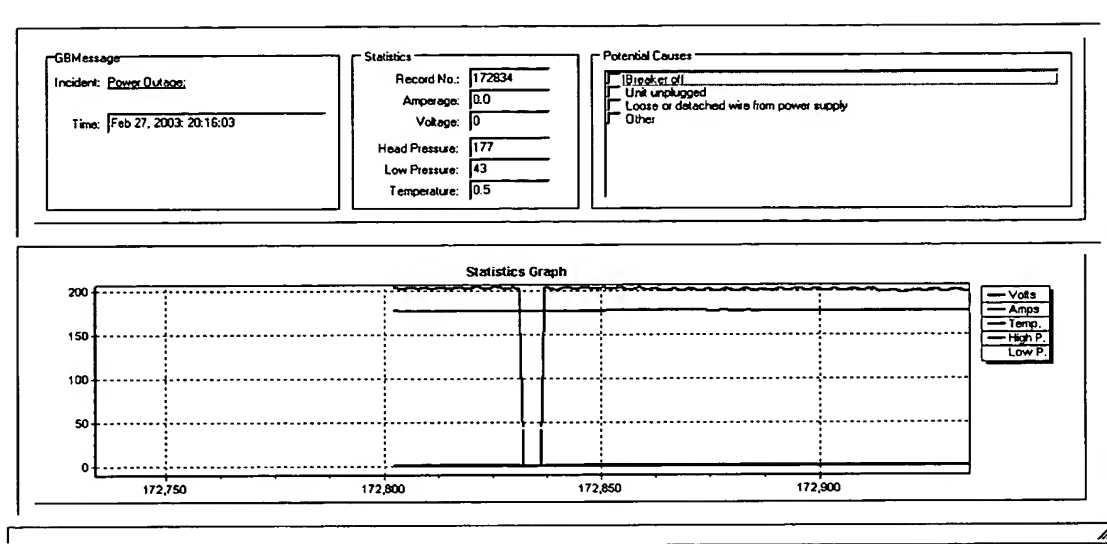 GBMessage
Incident: Power Outage:
Time: Feb 27, 2003: 20:16:03
Statistics
Record No.: 172834
Amperage: 0.0
Voltage: 0
Head Pressure: 177
Low Pressure: 43
Temperature: 0.5
Potential Causes
Breaker off
Unit unplugged
Loose or detached wire from power supply
Other
Statistics Graph
200
150
100
50
0
172,750 172,800 172,850 172,900
Volts
Amps
Temp.
High P.
Low P.